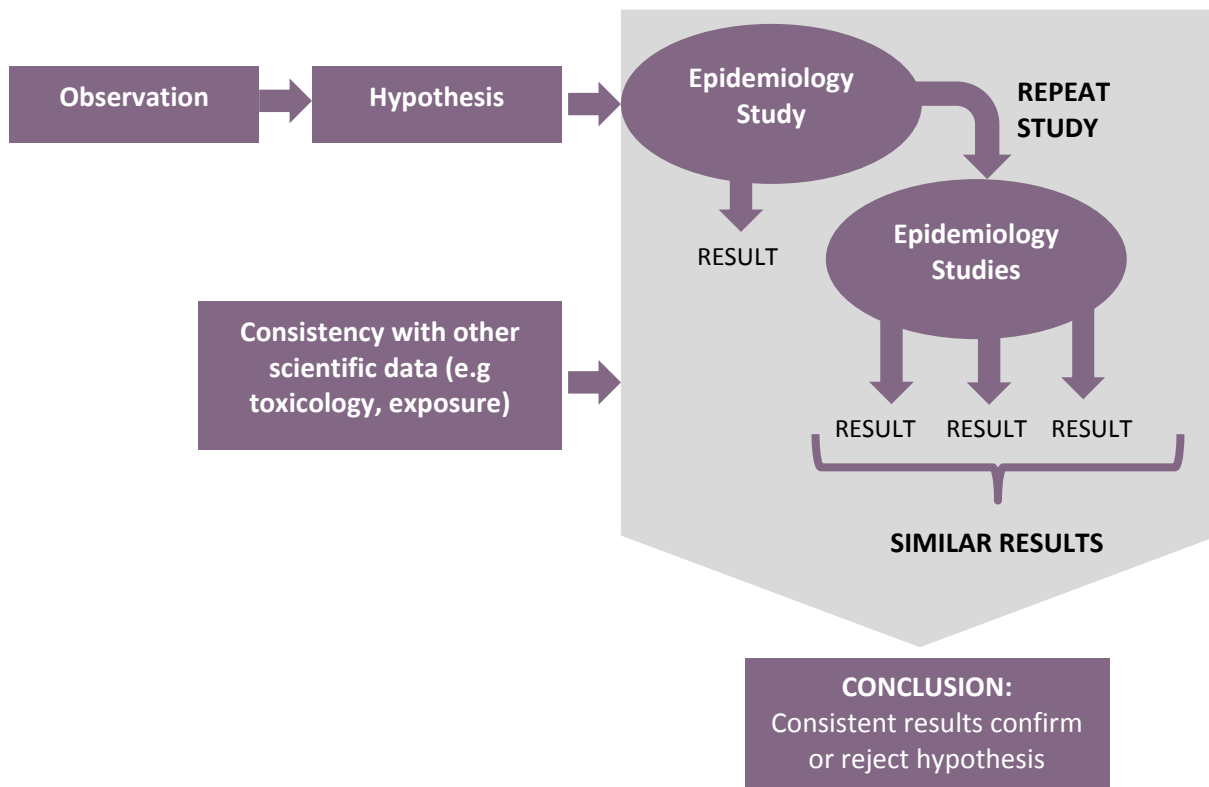 Observation
Hypothesis
Epidemiology
Study
REPEAT
STUDY
RESULT
Epidemiology
Studies
Consistency with other
scientific data (e.g
toxicology, exposure)
RESULT
RESULT
RESULT
SIMILAR RESULTS
CONCLUSION:
Consistent results confirm
or reject hypothesis